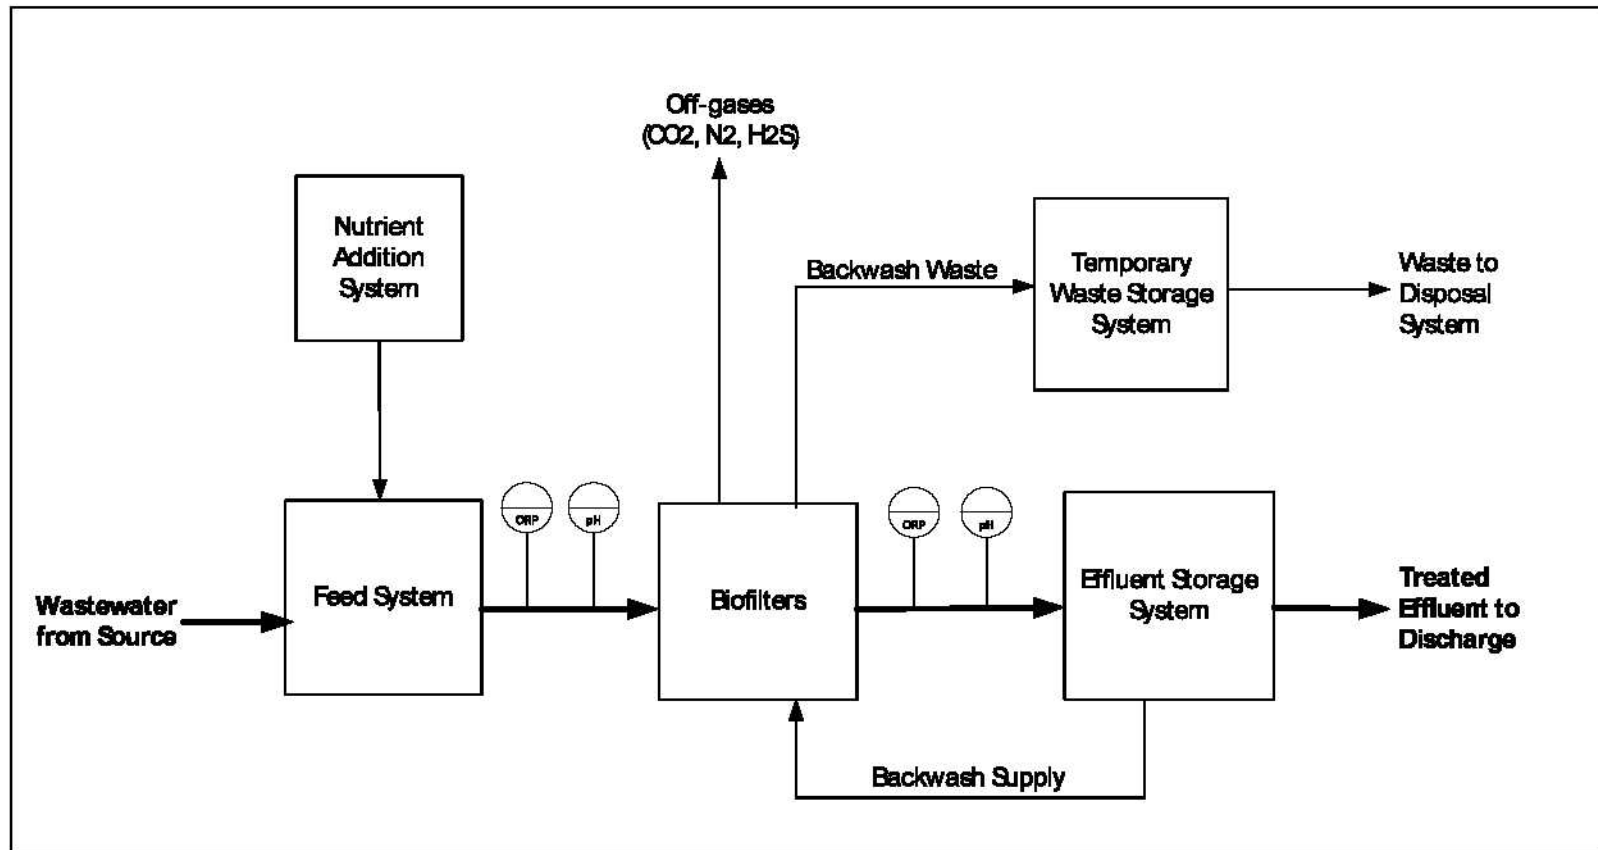 Off-gases
(CO2, N2, H2S)
Nutrient
Addition
System
Backwash Waste
Temporary
Waste Storage
System
Waste to
Disposal
System
ORP
pH
ORP
pH
Wastewater
from Source
Feed System
Biofilters
Effluent Storage
System
Treated
Effluent to
Discharge
Backwash Supply